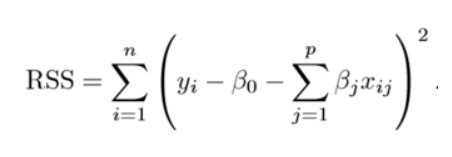 RSS = \sum_{i=1}^{n} \left( y_i - \beta_0 - \sum_{j=1}^{p} \beta_j x_{ij} \right)^2 .